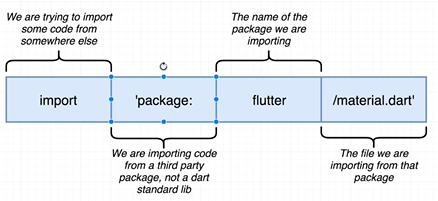 We are trying to import
some code from
somewhere else
The name of the
package we are
importing
import
'package:
flutter
/material.dart'
We are importing code
from a third party
package, not a dart
standard lib
The file we are
importing from that
package